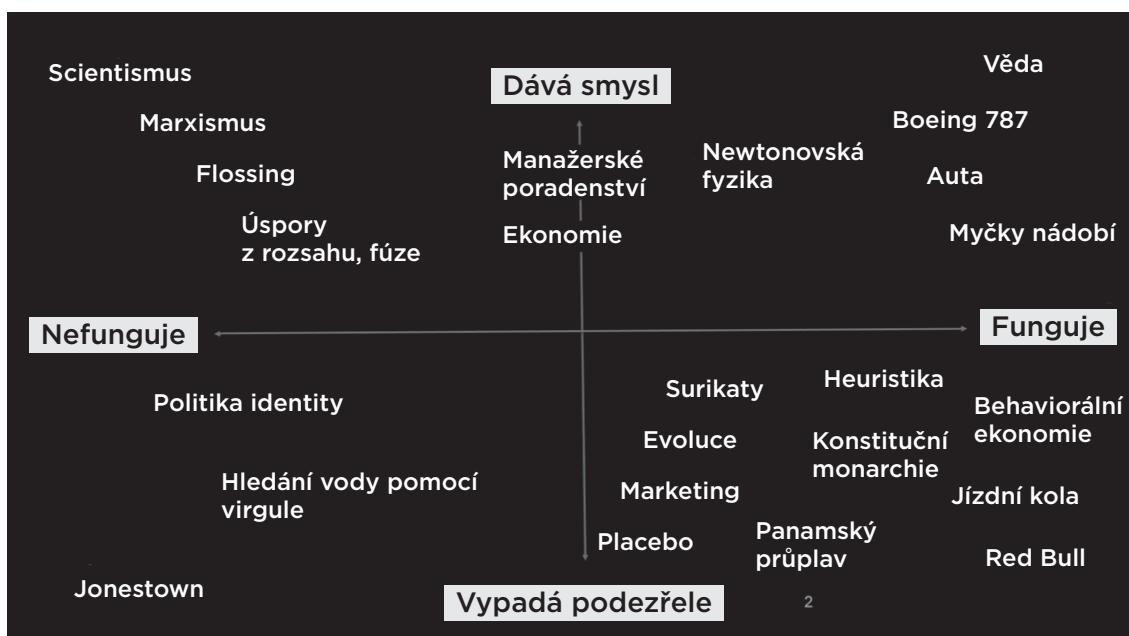 Scientismus
Dává smysl
Věda
Marxismus
Boeing 787
Manažerské
poradenství
Newtonovská
fyzika
Flossing
Auta
Úspory
z rozsahu, fúze
Ekonomie
Myčky nádobí
Nefunguje
Funguje
Politika identity
Surikaty
Heuristika
Behaviorální
ekonomie
Evoluce
Konstituční
monarchie
Hledání vody pomocí
virgule
Marketing
Jízdní kola
Placebo
Panamský
průplav
Red Bull
Jonestown
Vypadá podezřele
2